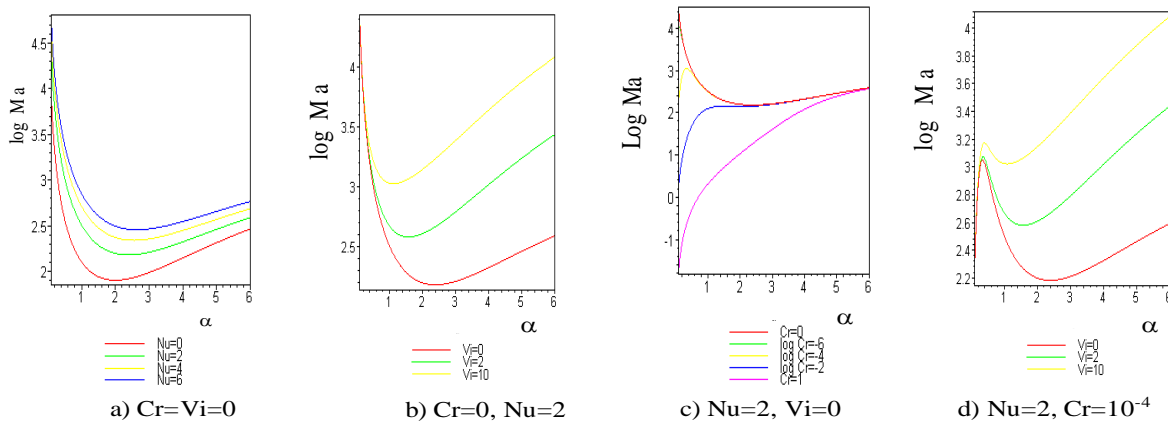 log M a
4.5
4
3.5
3
2.5
2
1 2 3 4 5 6
α
Nu=0
Nu=2
Nu=4
Nu=6
a) Cr=Vi=0
log M a
4
3.5
3
2.5
1 2 3 4 5 6
α
Vi=0
Vi=2
Vi=10
b) Cr=0, Nu=2
Log Ma
4
3
2
1
0
-1
1 2 3 4 5 6
α
Cr=0
log Cr=-6
log Cr=-4
log Cr=-2
Cr=1
c) Nu=2, Vi=0
log M a
4
3.8
3.6
3.4
3.2
3
2.8
2.6
2.4
2.2
1 2 3 4 5 6
α
Vi=0
Vi=2
Vi=10
d) Nu=2, Cr=10⁻⁴